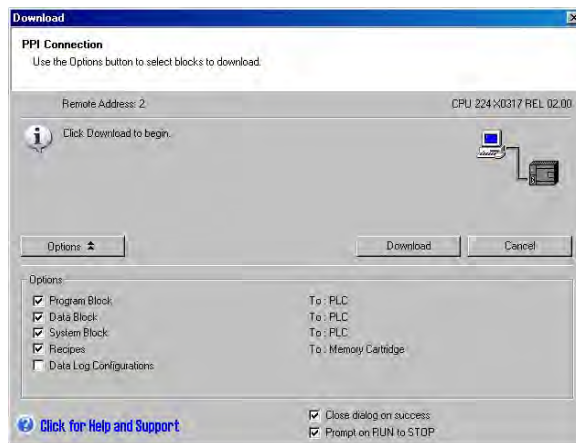 Download
PPI Connection
Use the Options button to select blocks to download.
Remote Address: 2
CPU 224 X0317 REL 02.00
Click Download to begin.
Options
Download
Cancel
Options
Program Block
To: PLC
Data Block
To: PLC
System Block
To: PLC
Recipes
To: Memory Cartridge
Data Log Configurations
Click for Help and Support
Close dialog on success
Prompt on RUN to STOP